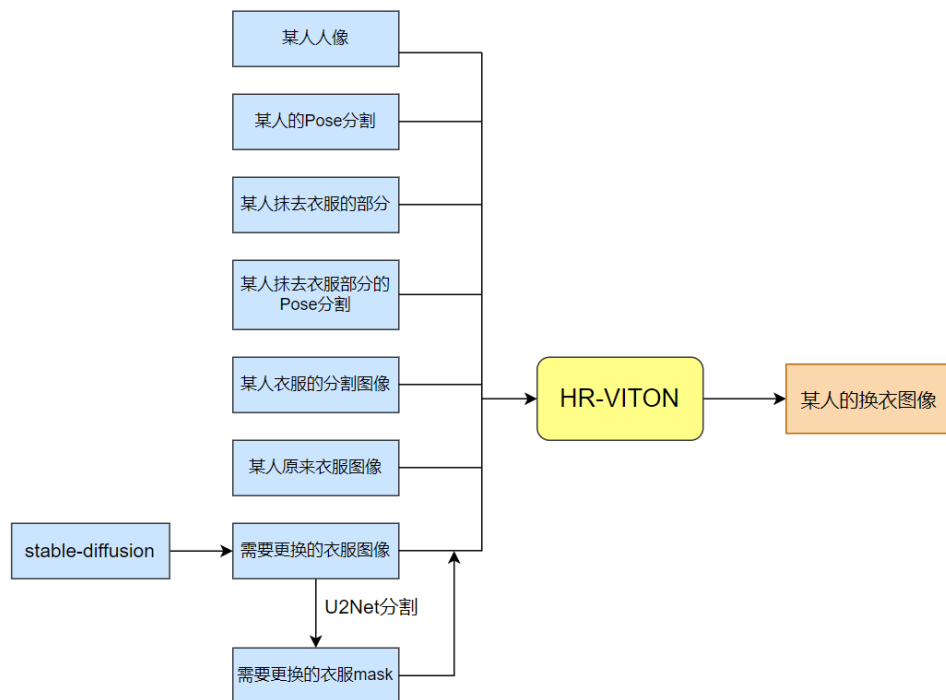 某人人像
某人的Pose分割
某人抹去衣服的部分
某人抹去衣服部分的
Pose分割
某人衣服的分割图像
HR-VITON
某人的换衣图像
某人原来衣服图像
stable-diffusion
需要更换的衣服图像
U2Net分割
需要更换的衣服mask